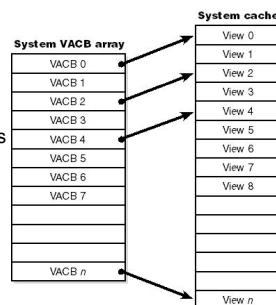 System cache
System VACB array
VACB 0
VACB 1
VACB 2
VACB 3
VACB 4
VACB 5
VACB 6
VACB 7
VACB n
View 0
View 1
View 2
View 3
View 4
View 5
View 6
View 7
View 8
View n